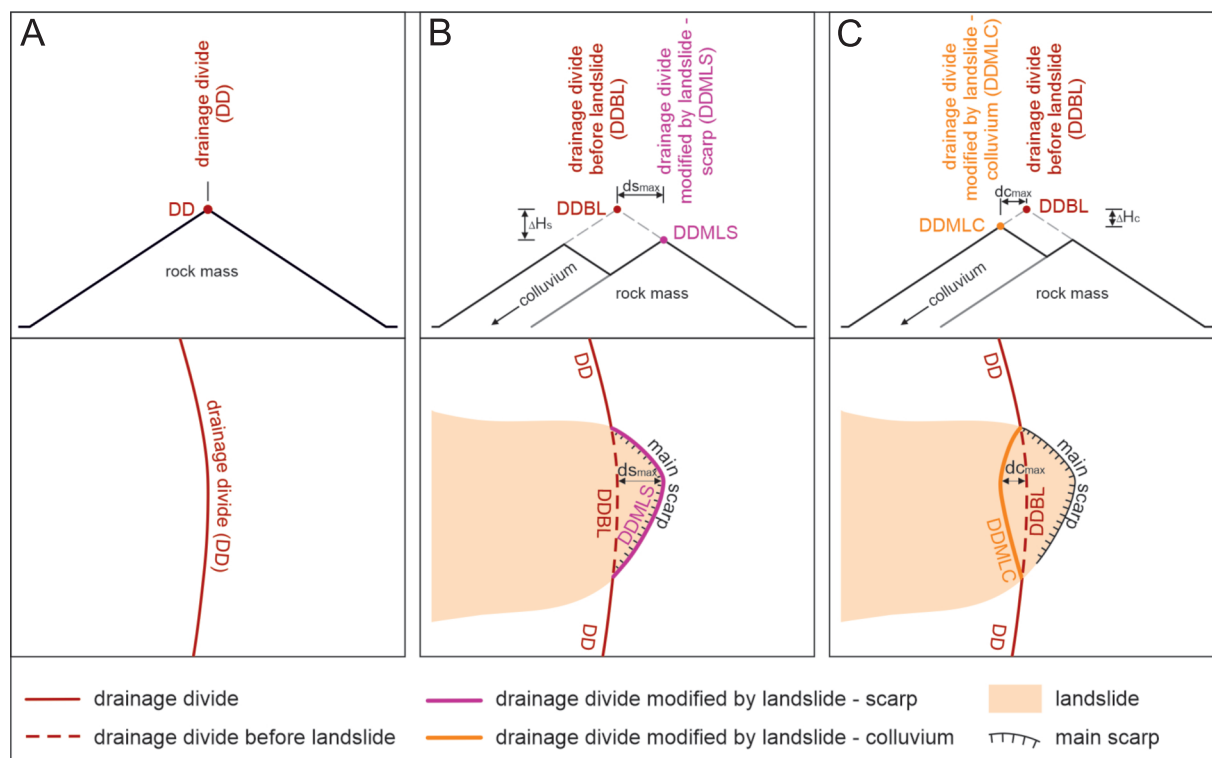 A
drainage divide
(DD)
DD
rock mass
drainage divide (DD)
B
drainage divide
before landslide
(DDBL)
drainage divide
modified by landslide -
scarp (DDMLS)
dsmax
DDBL
ΔHs
DDMLS
colluvium
rock mass
DD
main scarp
dsmax
DDBL
DDMLS
DD
C
drainage divide
modified by landslide -
colluvium (DDMLC)
drainage divide
before landslide
(DDBL)
dcmax
DDBL
ΔHc
DDMLC
colluvium
rock mass
DD
main scarp
dcmax
DDBL
DDMLC
DD
drainage divide
drainage divide before landslide
drainage divide modified by landslide - scarp
drainage divide modified by landslide - colluvium
landslide
main scarp